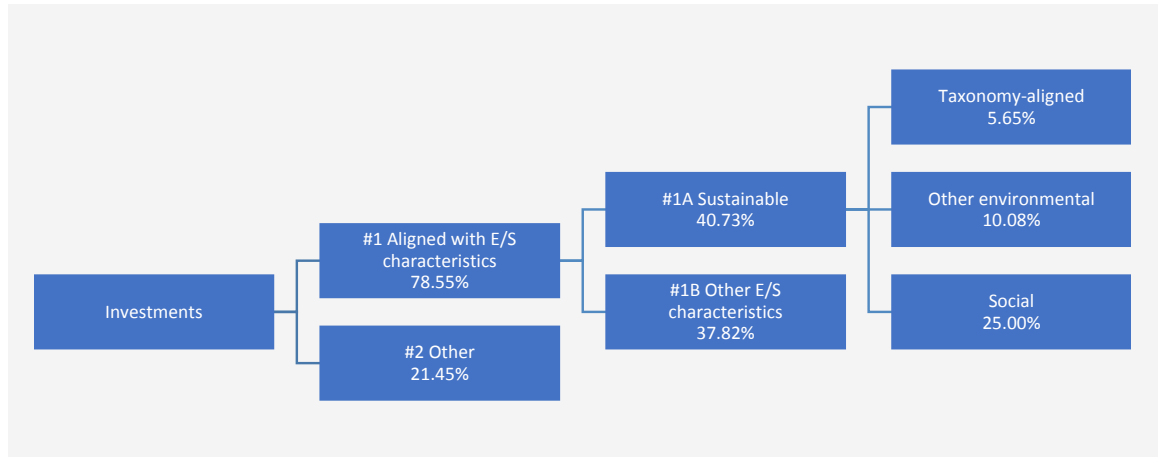 Investments
#1 Aligned with E/S
characteristics
78.55%
#2 Other
21.45%
#1A Sustainable
40.73%
#1B Other E/S
characteristics
37.82%
Taxonomy-aligned
5.65%
Other environmental
10.08%
Social
25.00%